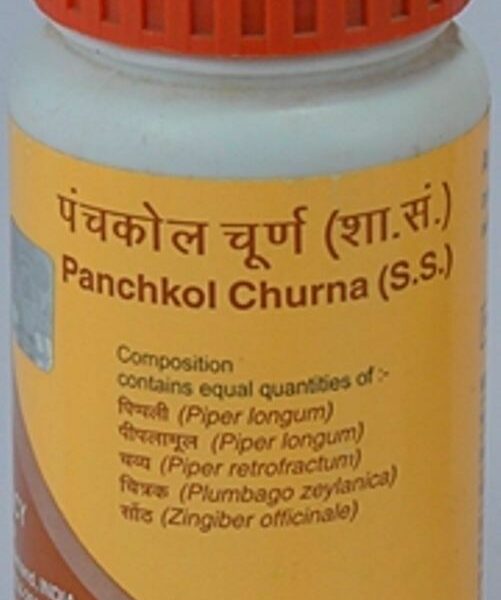 पंचकोल चूर्ण (शा.सं.)
Panchkol Churna (S.S.)
Composition
contains equal quantities of :-
पिप्पली (Piper longum)
पीपलामूल (Piper longum)
चव्य (Piper retrofractum)
चित्रक (Plumbago zeylanica)
सोंठ (Zingiber officinale)
INDIA